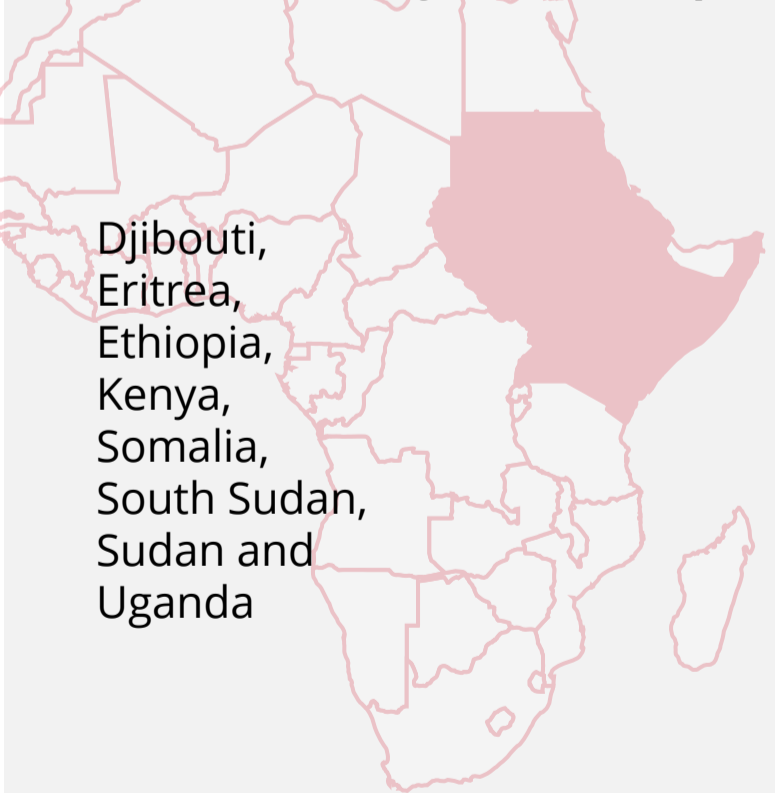 Djibouti,
Eritrea,
Ethiopia,
Kenya,
Somalia,
South Sudan,
Sudan and
Uganda